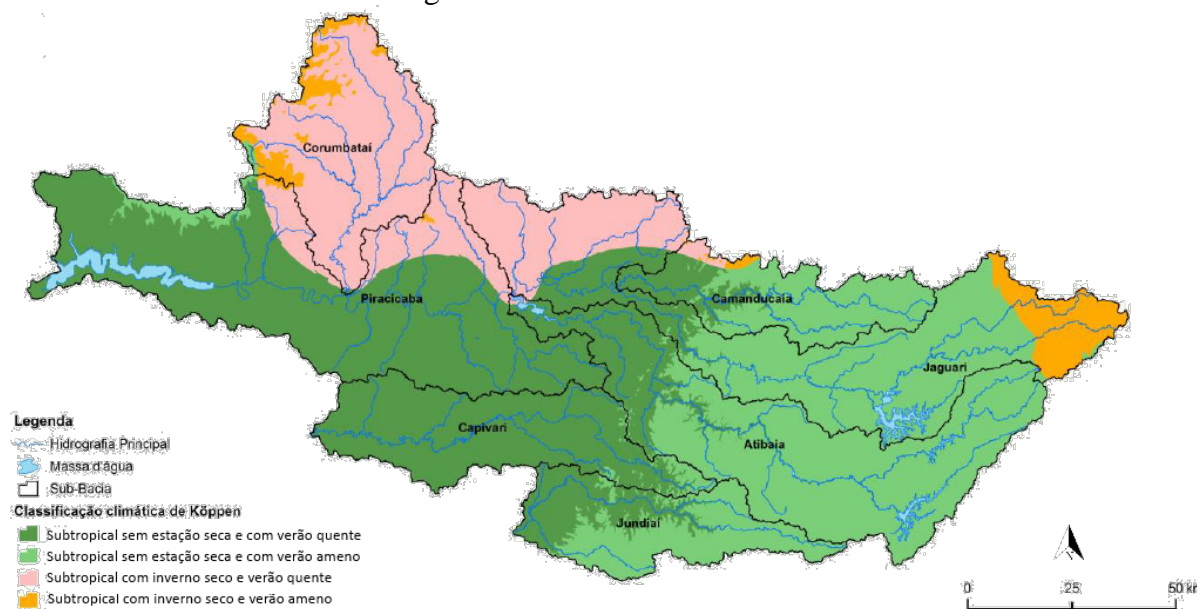 Corumbataí
Piracicaba
Camanducaia
Jaguari
Capivari
Atibaia
Jundiaí
Legenda
Hidrografia Principal
Massa d'água
Sub-Bacia
Classificação climática de Köppen
Subtropical sem estação seca e com verão quente
Subtropical sem estação seca e com verão ameno
Subtropical com inverno seco e verão quente
Subtropical com inverno seco e verão ameno
0 25 50 km